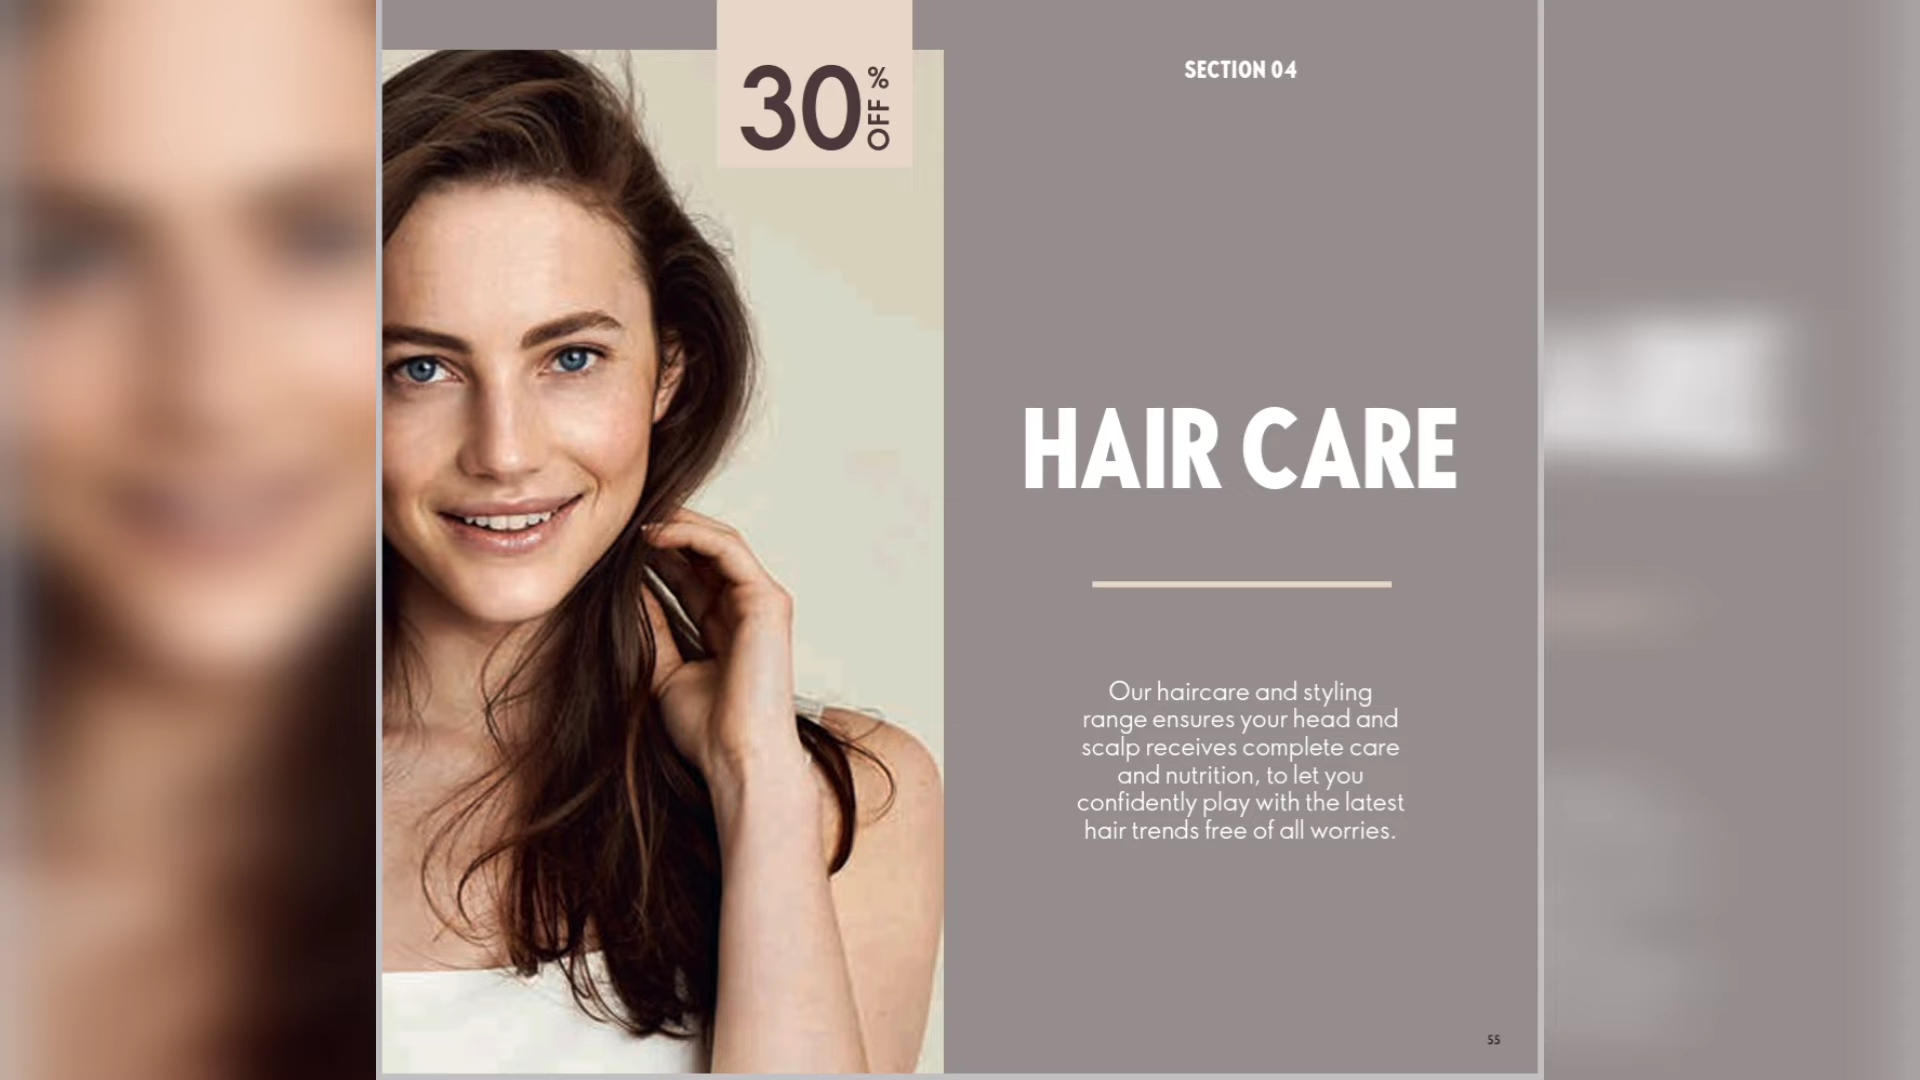 30% OFF
SECTION 04
HAIR CARE
Our haircare and styling
range ensures your head and
scalp receives complete care
and nutrition, to let you
confidently play with the latest
hair trends free of all worries.
55